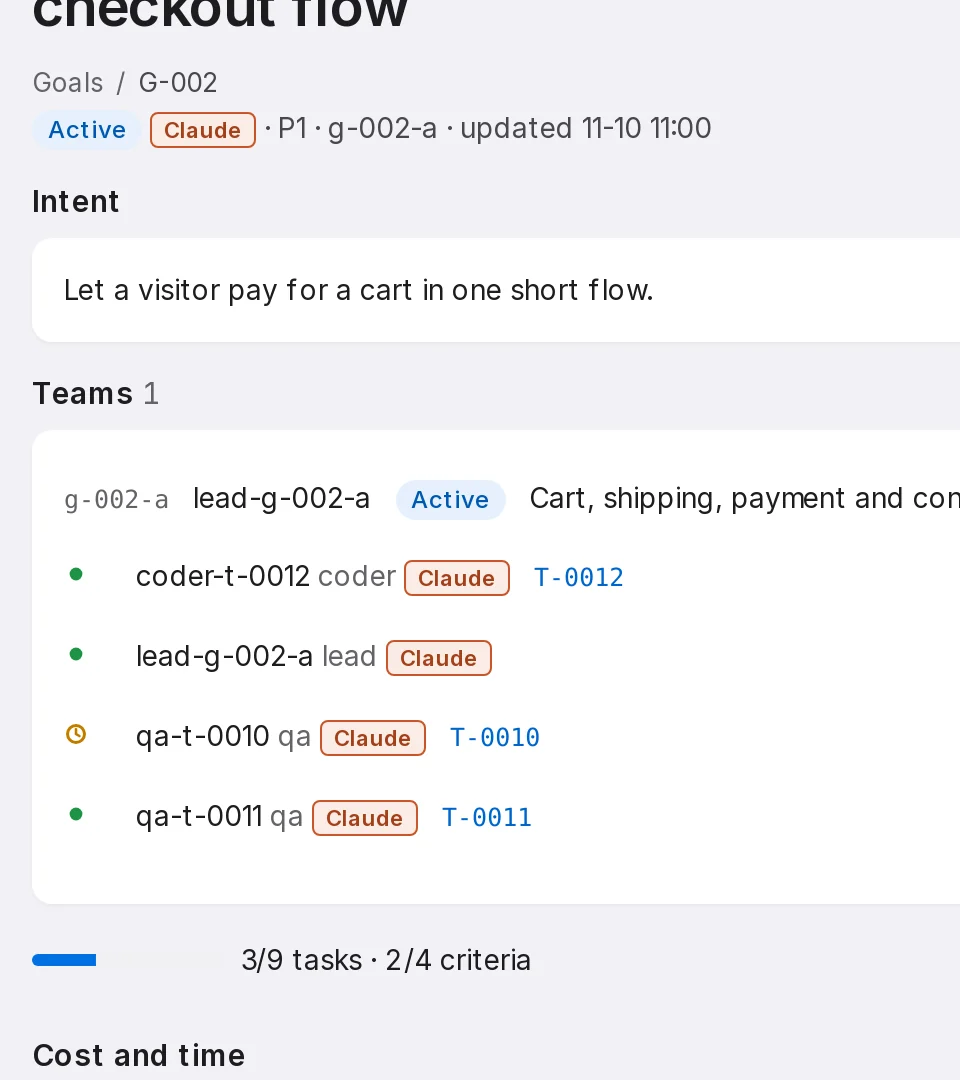 checkout flow
Goals / G-002
Active Claude · P1 · g-002-a · updated 11-10 11:00
Intent
Let a visitor pay for a cart in one short flow.
Teams 1
g-002-a lead-g-002-a Active Cart, shipping, payment and con
coder-t-0012 coder Claude T-0012
lead-g-002-a lead Claude
qa-t-0010 qa Claude T-0010
qa-t-0011 qa Claude T-0011
3/9 tasks · 2/4 criteria
Cost and time